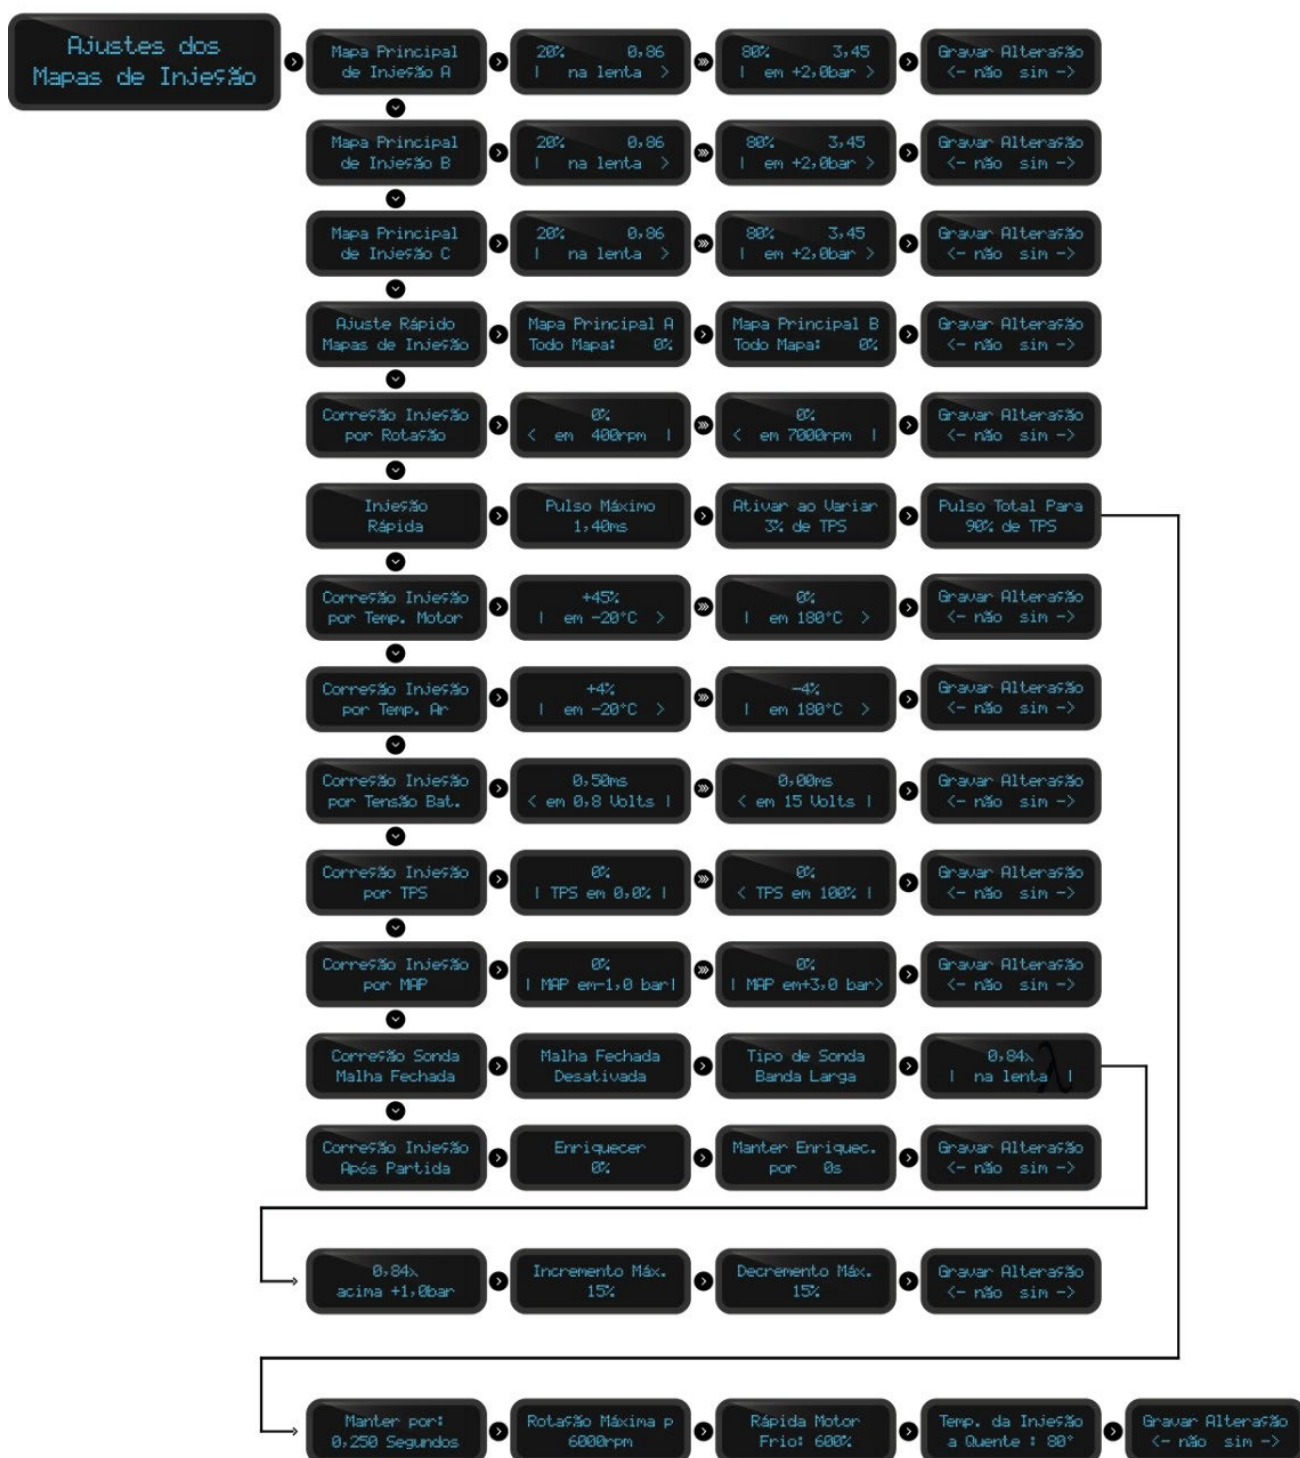 Ajustes dos
Mapas de Injeção
Mapa Principal
de Injeção A
20% 0,86
| na lenta >
80% 3,45
| em +2,0bar >
Gravar Alteração
<- não sim ->
Mapa Principal
de Injeção B
20% 0,86
| na lenta >
80% 3,45
| em +2,0bar >
Gravar Alteração
<- não sim ->
Mapa Principal
de Injeção C
20% 0,86
| na lenta >
80% 3,45
| em +2,0bar >
Gravar Alteração
<- não sim ->
Ajuste Rápido
Mapas de Injeção
Mapa Principal A
Todo Mapa: 0%
Mapa Principal B
Todo Mapa: 0%
Gravar Alteração
<- não sim ->
Correção Injeção
por Rotação
0%
< em 400rpm |
0%
< em 7000rpm |
Gravar Alteração
<- não sim ->
Injeção
Rápida
Pulso Máximo
1,40ms
Ativar ao Variar
3% de TPS
Pulso Total Para
90% de TPS
Correção Injeção
por Temp. Motor
+45%
| em -20°C >
0%
| em 180°C >
Gravar Alteração
<- não sim ->
Correção Injeção
por Temp. Ar
+4%
| em -20°C >
-4%
| em 180°C >
Gravar Alteração
<- não sim ->
Correção Injeção
por Tensão Bat.
0,50ms
< em 0,8 Volts |
0,00ms
< em 15 Volts |
Gravar Alteração
<- não sim ->
Correção Injeção
por TPS
0%
| TPS em 0,0% |
0%
< TPS em 100% |
Gravar Alteração
<- não sim ->
Correção Injeção
por MAP
0%
| MAP em-1,0 bar|
0%
| MAP em+3,0 bar>
Gravar Alteração
<- não sim ->
Correção Sonda
Malha Fechada
Malha Fechada
Desativada
Tipo de Sonda
Banda Larga
0,84λ
| na lenta λ |
Correção Injeção
Após Partida
Enriquecer
0%
Manter Enriquec.
por 0s
Gravar Alteração
<- não sim ->
0,84λ
acima +1,0bar
Incremento Máx.
15%
Decremento Máx.
15%
Gravar Alteração
<- não sim ->
Manter por:
0,250 Segundos
Rotação Máxima p
6000rpm
Rápida Motor
Frio: 600%
Temp. da Injeção
a Quente : 80°
Gravar Alteração
<- não sim ->